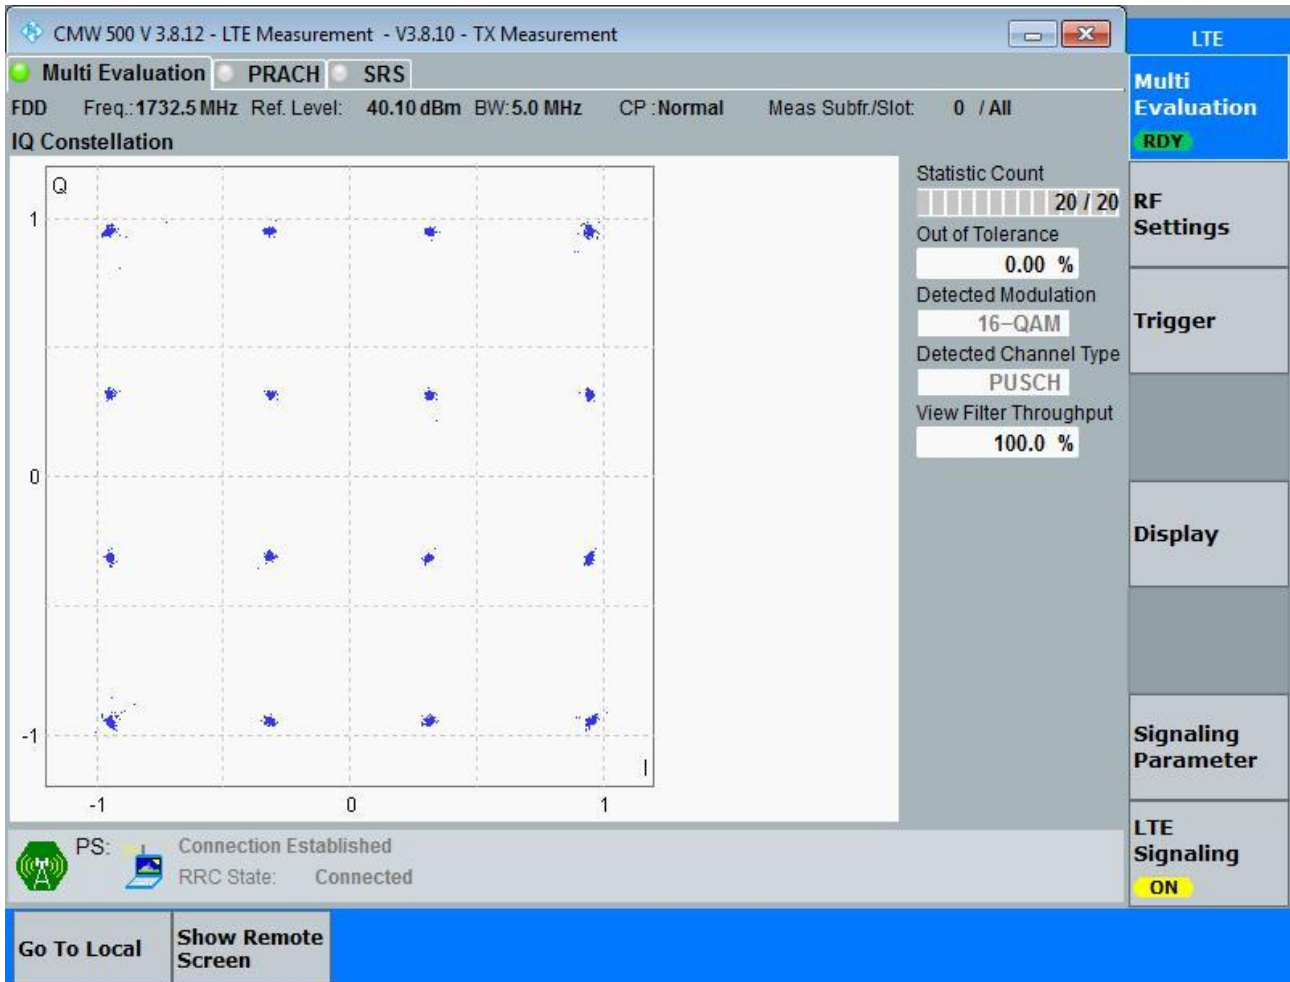 CMW 500 V 3.8.12 - LTE Measurement - V3.8.10 - TX Measurement
LTE
Multi Evaluation PRACH SRS
FDD Freq.: 1732.5 MHz Ref. Level: 40.10 dBm BW: 5.0 MHz CP : Normal Meas Subfr./Slot: 0 / All
IQ Constellation
Q
1
0
-1
-1 0 1
I
Statistic Count
20 / 20
Out of Tolerance
0.00 %
Detected Modulation
16-QAM
Detected Channel Type
PUSCH
View Filter Throughput
100.0 %
Multi
Evaluation
RDY
RF
Settings
Trigger
Display
Signaling
Parameter
LTE
Signaling
ON
PS: Connection Established
RRC State: Connected
Go To Local
Show Remote
Screen